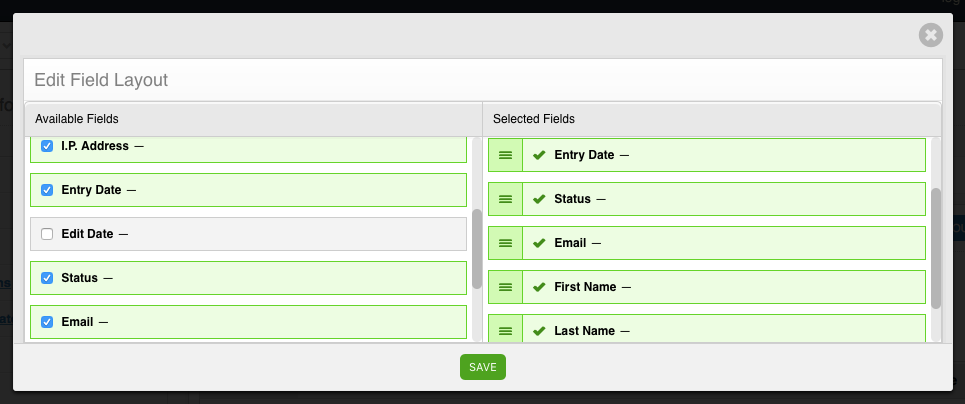 Edit Field Layout
Available Fields
Selected Fields
I.P. Address —
Entry Date —
Edit Date —
Status —
Email —
Entry Date —
Status —
Email —
First Name —
Last Name —
SAVE